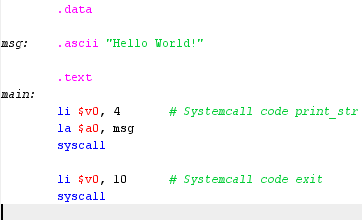 .data
msg: .ascii "Hello World!"
.text
main:
li $v0, 4 # Systemcall code print_str
la $a0, msg
syscall
li $v0, 10 # Systemcall code exit
syscall